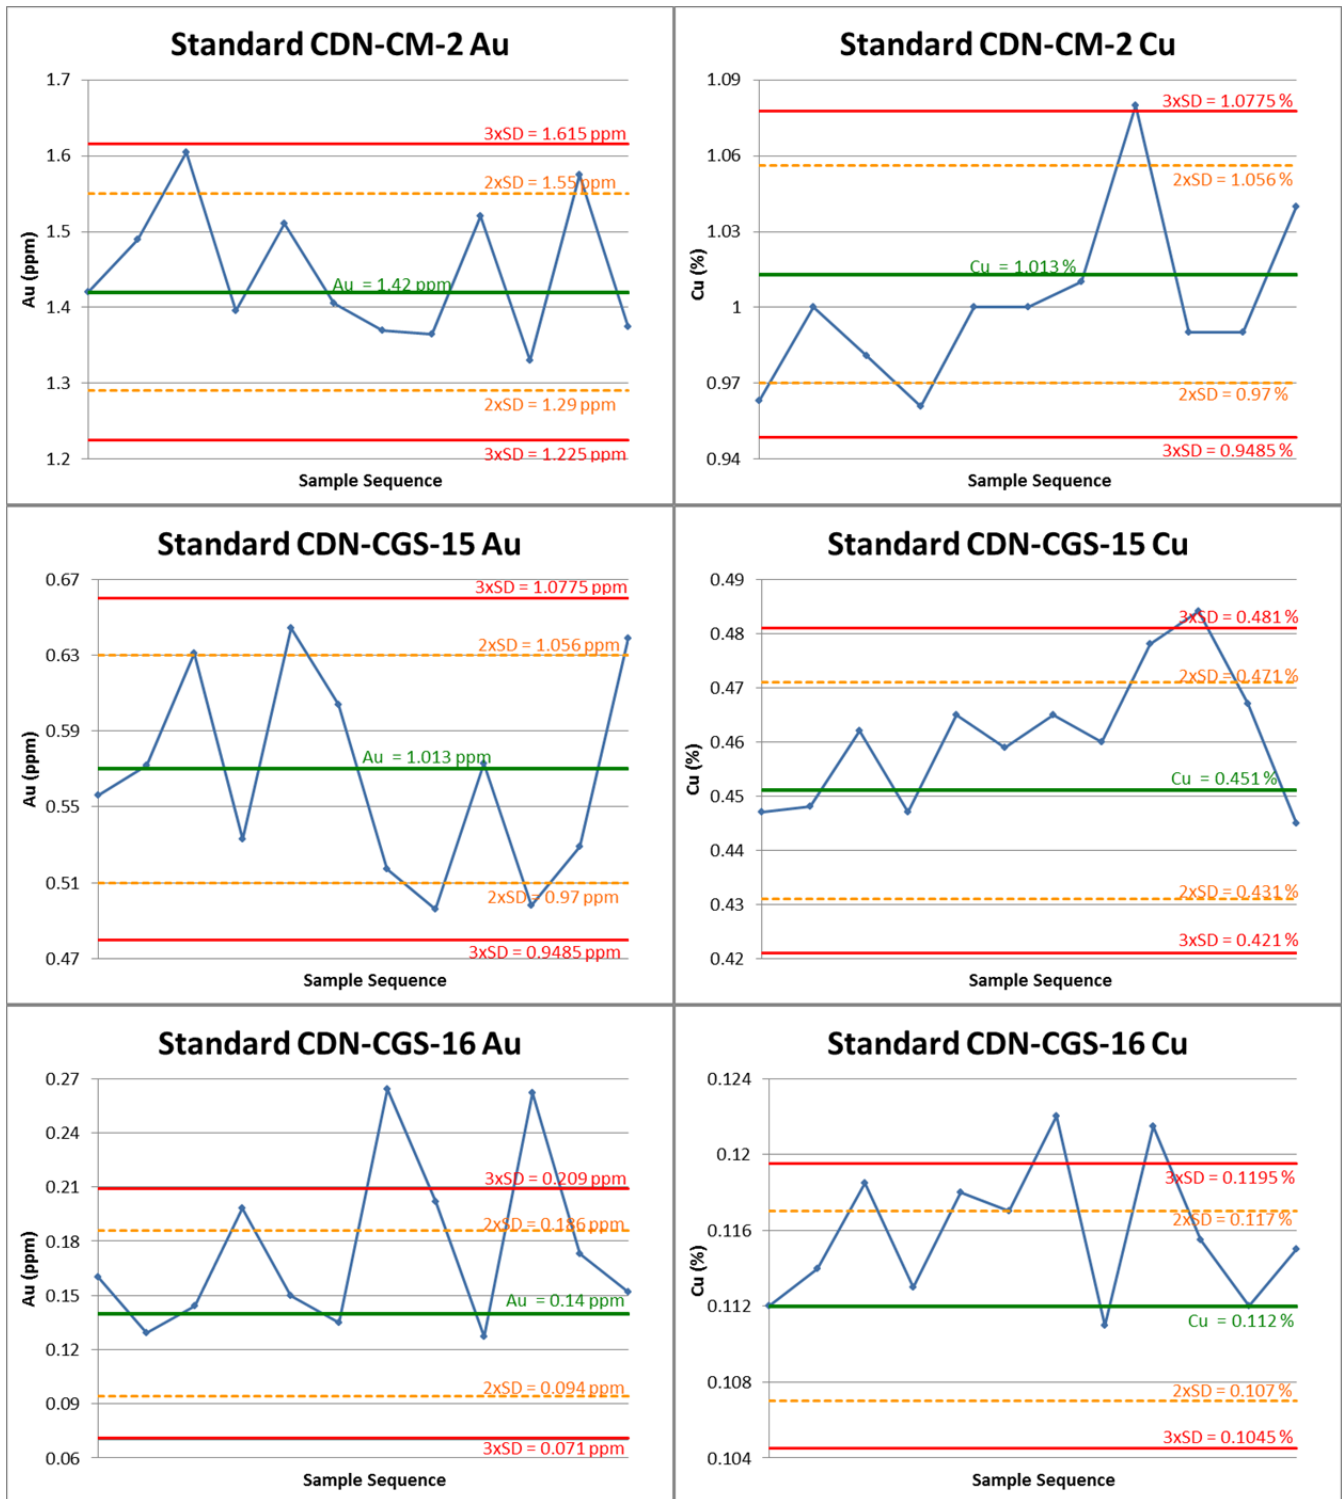 Standard CDN-CM-2 Au
1.7
1.6
1.5
1.4
1.3
1.2
Au (ppm)
3xSD = 1.615 ppm
2xSD = 1.55 ppm
Au = 1.42 ppm
2xSD = 1.29 ppm
3xSD = 1.225 ppm
Sample Sequence
Standard CDN-CM-2 Cu
1.09
1.06
1.03
1
0.97
0.94
Cu (%)
3xSD = 1.0775 %
2xSD = 1.056 %
Cu = 1.013 %
2xSD = 0.97 %
3xSD = 0.9485 %
Sample Sequence
Standard CDN-CGS-15 Au
0.67
0.63
0.59
0.55
0.51
0.47
Au (ppm)
3xSD = 1.0775 ppm
2xSD = 1.056 ppm
Au = 1.013 ppm
2xSD = 0.97 ppm
3xSD = 0.9485 ppm
Sample Sequence
Standard CDN-CGS-15 Cu
0.49
0.48
0.47
0.46
0.45
0.44
0.43
0.42
Cu (%)
3xSD = 0.481 %
2xSD = 0.471 %
Cu = 0.451 %
2xSD = 0.431 %
3xSD = 0.421 %
Sample Sequence
Standard CDN-CGS-16 Au
0.27
0.24
0.21
0.18
0.15
0.12
0.09
0.06
Au (ppm)
3xSD = 0.209 ppm
2xSD = 0.186 ppm
Au = 0.14 ppm
2xSD = 0.094 ppm
3xSD = 0.071 ppm
Sample Sequence
Standard CDN-CGS-16 Cu
0.124
0.12
0.116
0.112
0.108
0.104
Cu (%)
3xSD = 0.1195 %
2xSD = 0.117 %
Cu = 0.112 %
2xSD = 0.107 %
3xSD = 0.1045 %
Sample Sequence